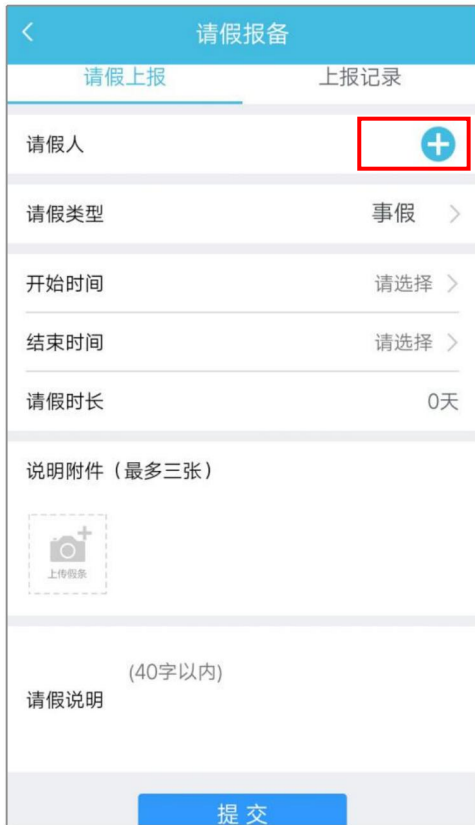 请假报备
请假上报 上报记录
请假人
请假类型 事假
开始时间 请选择
结束时间 请选择
请假时长 0天
说明附件（最多三张）
上传假条
(40字以内)
请假说明
提交